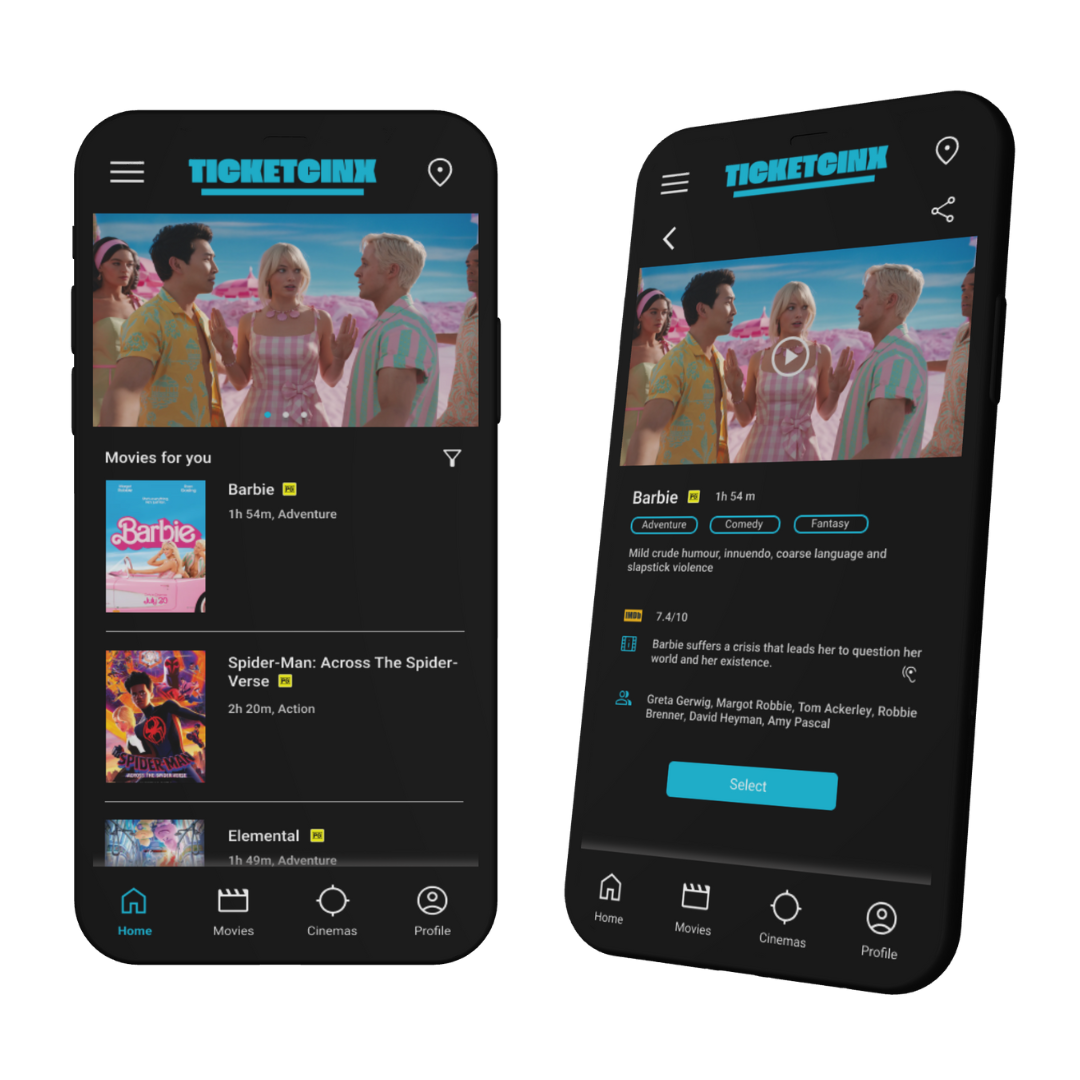 TICKETCINX
Movies for you
Barbie PG
1h 54m, Adventure
Barbie
July 20
Spider-Man: Across The Spider-
Verse PG
2h 20m, Action
SPIDER-MAN
ACROSS THE SPIDER-VERSE
Elemental PG
1h 49m, Adventure
Home
Movies
Cinemas
Profile
TICKETCINX
Barbie PG 1h 54 m
Adventure Comedy Fantasy
Mild crude humour, innuendo, coarse language and
slapstick violence
IMDb 7.4/10
Barbie suffers a crisis that leads her to question her
world and her existence.
Greta Gerwig, Margot Robbie, Tom Ackerley, Robbie
Brenner, David Heyman, Amy Pascal
Select
Home
Movies
Cinemas
Profile